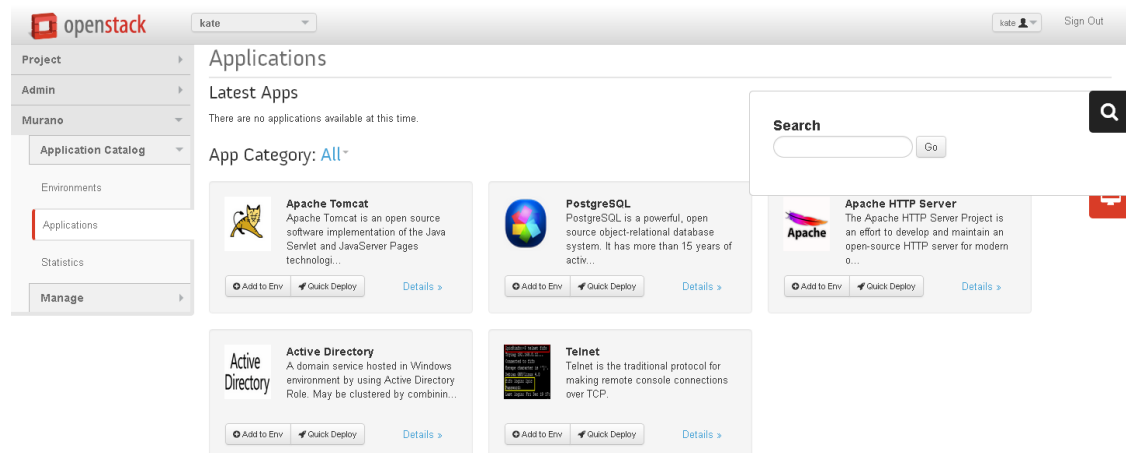 openstack
kate
kate
Sign Out
Project
Admin
Murano
Application Catalog
Environments
Applications
Statistics
Manage
Applications
Latest Apps
There are no applications available at this time.
Search
Go
App Category: All
Apache Tomcat
Apache Tomcat is an open source
software implementation of the Java
Servlet and JavaServer Pages
technologi...
Add to Env
Quick Deploy
Details »
PostgreSQL
PostgreSQL is a powerful, open
source object-relational database
system. It has more than 15 years of
activ...
Add to Env
Quick Deploy
Details »
Apache
Apache HTTP Server
The Apache HTTP Server Project is
an effort to develop and maintain an
open-source HTTP server for modern
o...
Add to Env
Quick Deploy
Details »
Active
Directory
Active Directory
A domain service hosted in Windows
environment by using Active Directory
Role. May be clustered by combinin...
Add to Env
Quick Deploy
Details »
Telnet
Telnet is the traditional protocol for
making remote console connections
over TCP.
Add to Env
Quick Deploy
Details »